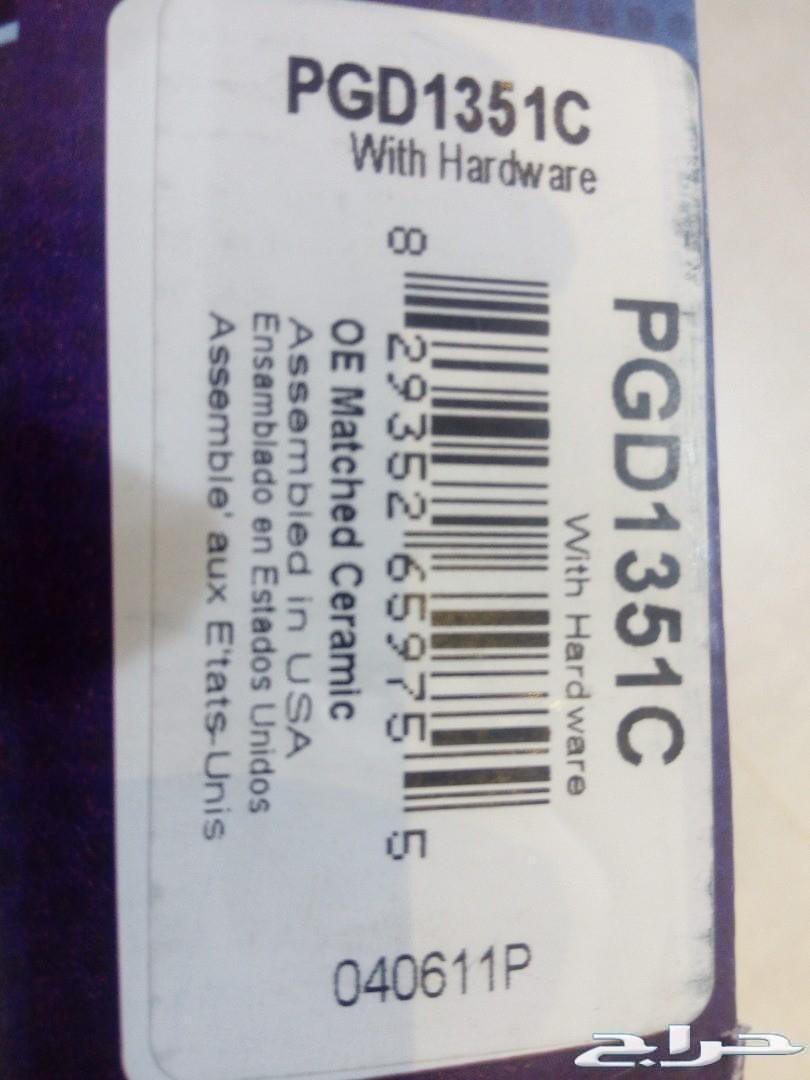 PGD1351C
With Hardware
PGD1351C
With Hardware
8 29352 65975 5
OE Matched Ceramic
Assembled in USA
Ensamblado en Estados Unidos
Assemble' aux E'tats-Unis
040611P
حراج